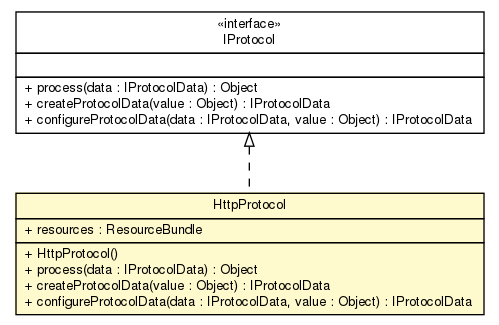 «interface»
IProtocol
+ process(data : IProtocolData) : Object
+ createProtocolData(value : Object) : IProtocolData
+ configureProtocolData(data : IProtocolData, value : Object) : IProtocolData
HttpProtocol
+ resources : ResourceBundle
+ HttpProtocol()
+ process(data : IProtocolData) : Object
+ createProtocolData(value : Object) : IProtocolData
+ configureProtocolData(data : IProtocolData, value : Object) : IProtocolData